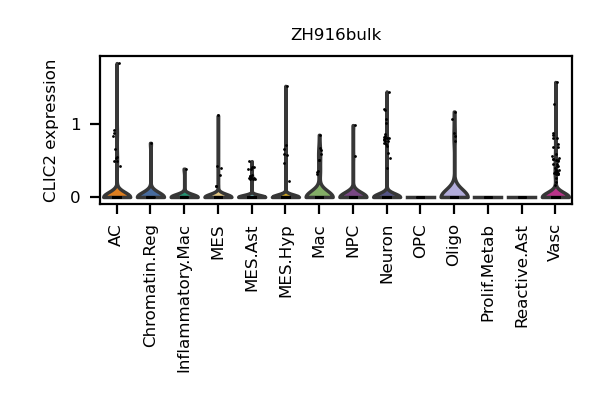 ZH916bulk
CLIC2 expression
1
0
AC
Chromatin.Reg
Inflammatory.Mac
MES
MES.Ast
MES.Hyp
Mac
NPC
Neuron
OPC
Oligo
Prolif.Metab
Reactive.Ast
Vasc